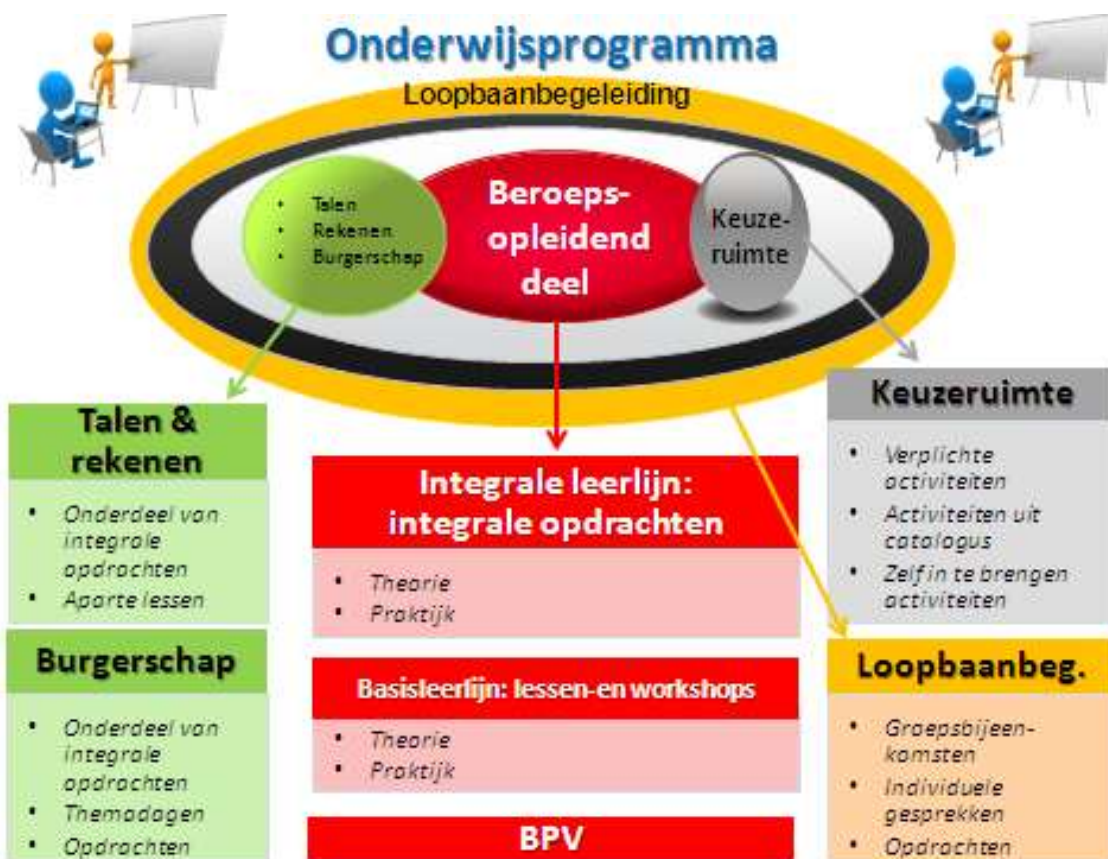 Onderwijsprogramma
Loopbaanbegeleiding
• Talen
• Rekenen
• Burgerschap
Beroeps-
opleidend
deel
Keuze-
ruimte
Talen &
rekenen
• Onderdeel van
integrale
opdrachten
• Aparte lessen
Burgerschap
• Onderdeel van
integrale
opdrachten
• Themadagen
• Opdrachten
Integrale leerlijn:
integrale opdrachten
• Theorie
• Praktijk
Basisleerlijn: lessen-en workshops
• Theorie
• Praktijk
BPV
Keuzeruimte
• Verplichte
activiteiten
• Activiteiten uit
catalogus
• Zelf in te brengen
activiteiten
Loopbaanbeg.
• Groepsbijeen-
komsten
• Individuele
gesprekken
• Opdrachten